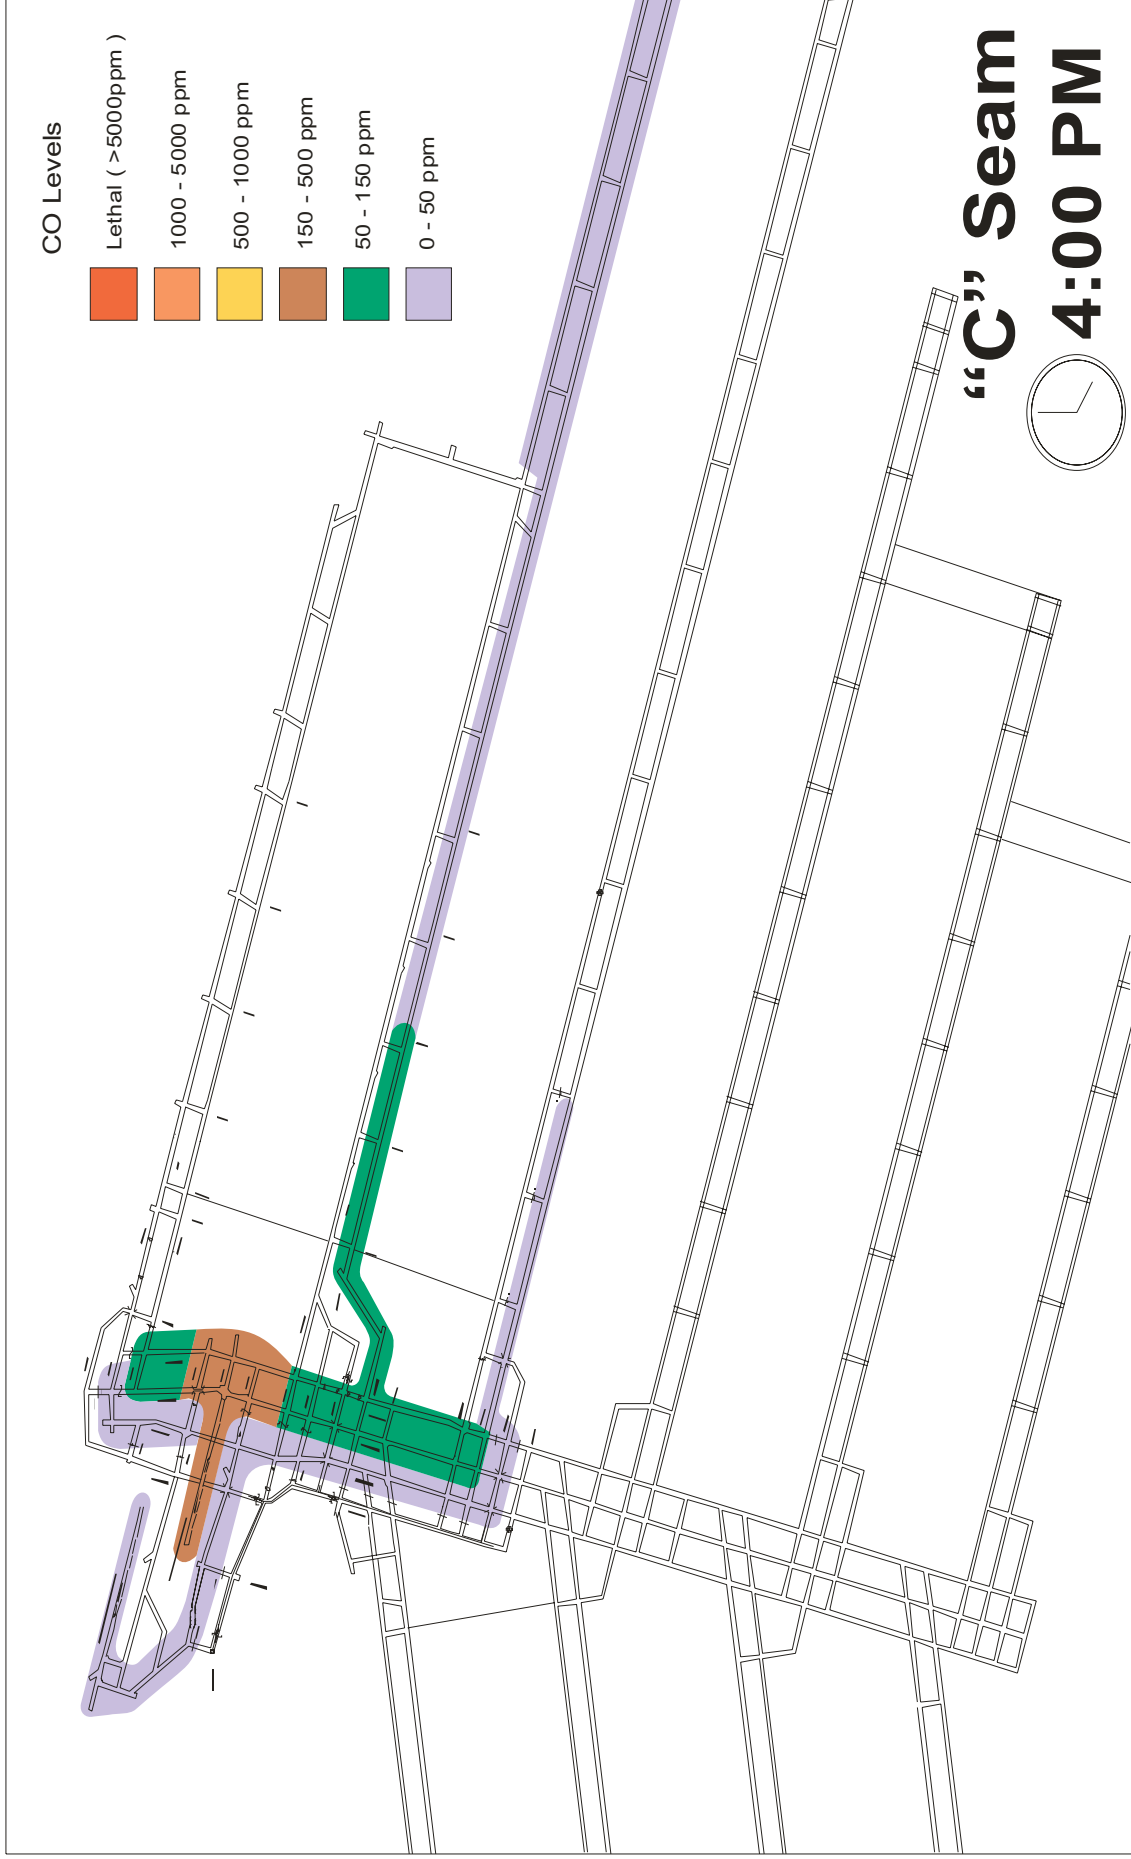 CO Levels
Lethal ( >5000ppm )
1000 - 5000 ppm
500 - 1000 ppm
150 - 500 ppm
50 - 150 ppm
0 - 50 ppm
“C” Seam
4:00 PM